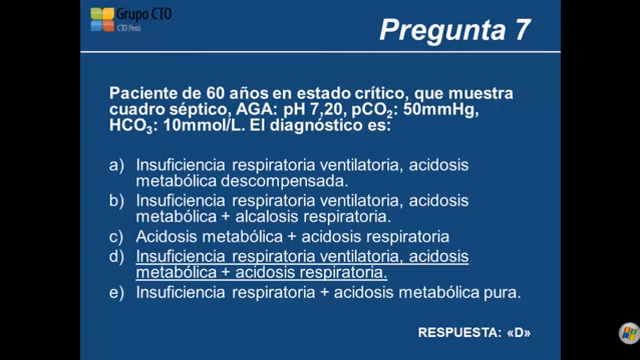 Grupo CTO
CTO Perú
Pregunta 7
Paciente de 60 años en estado crítico, que muestra
cuadro séptico, AGA: pH 7,20, pCO2: 50mmHg,
HCO3: 10mmol/L. El diagnóstico es:
a) Insuficiencia respiratoria ventilatoria, acidosis
metabólica descompensada.
b) Insuficiencia respiratoria ventilatoria, acidosis
metabólica + alcalosis respiratoria.
c) Acidosis metabólica + acidosis respiratoria
d) Insuficiencia respiratoria ventilatoria, acidosis
metabólica + acidosis respiratoria.
e) Insuficiencia respiratoria + acidosis metabólica pura.
RESPUESTA: «D»